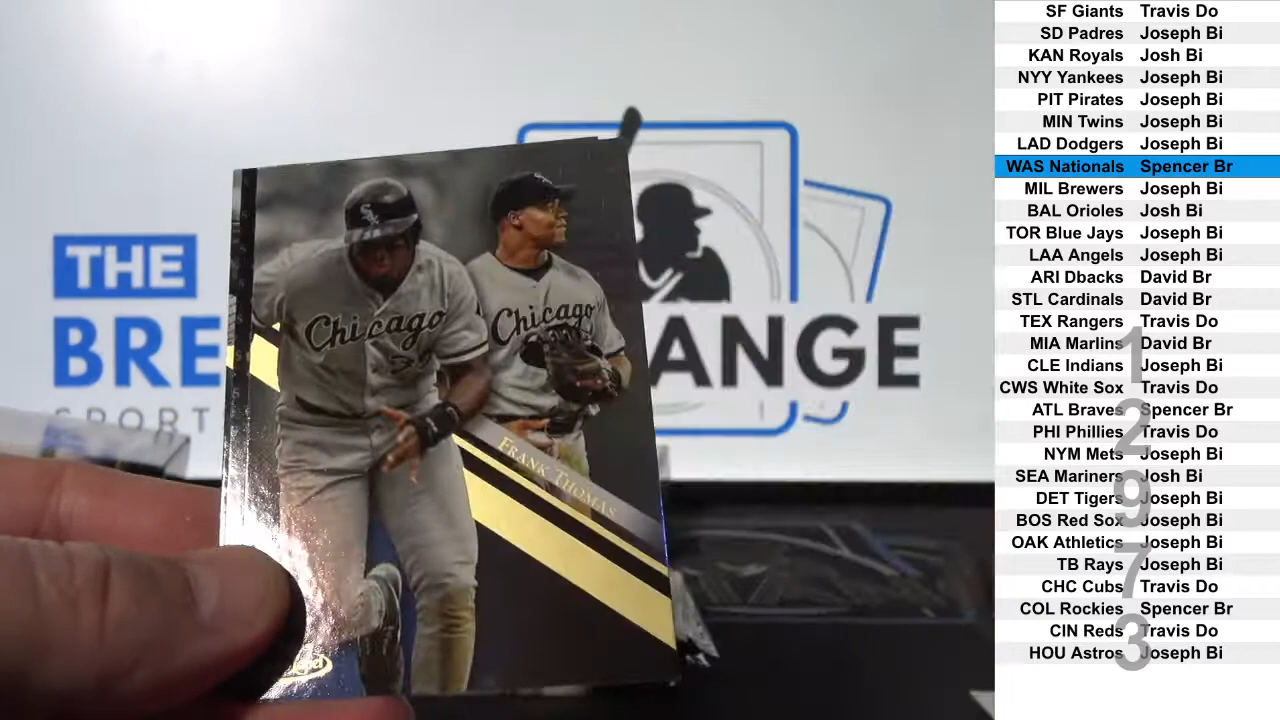 THE
BRE
ANGE
SPORT
Chicago
Chicago
FRANK THOMAS
SF Giants Travis Do
SD Padres Joseph Bi
KAN Royals Josh Bi
NYY Yankees Joseph Bi
PIT Pirates Joseph Bi
MIN Twins Joseph Bi
LAD Dodgers Joseph Bi
WAS Nationals Spencer Br
MIL Brewers Joseph Bi
BAL Orioles Josh Bi
TOR Blue Jays Joseph Bi
LAA Angels Joseph Bi
ARI Dbacks David Br
STL Cardinals David Br
TEX Rangers Travis Do
MIA Marlins David Br
CLE Indians Joseph Bi
CWS White Sox Travis Do
ATL Braves Spencer Br
PHI Phillies Travis Do
NYM Mets Joseph Bi
SEA Mariners Josh Bi
DET Tigers Joseph Bi
BOS Red Sox Joseph Bi
OAK Athletics Joseph Bi
TB Rays Joseph Bi
CHC Cubs Travis Do
COL Rockies Spencer Br
CIN Reds Travis Do
HOU Astros Joseph Bi
1
2
9
7
3